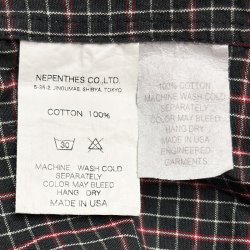 NEPENTHES CO.,LTD.
5-35-2, JINGUMAE, SHIBYA, TOKYO
COTTON 100%
30
MACHINE WASH COLD
SEPARATELY
COLOR MAY BLEED
HANG DRY
MADE IN USA
100% COTTON
MACHINE WASH COLD
SEPARATELY
COLOR MAY BLEED
HANG DRY
MADE IN USA
ENGINEERED
GARMENTS